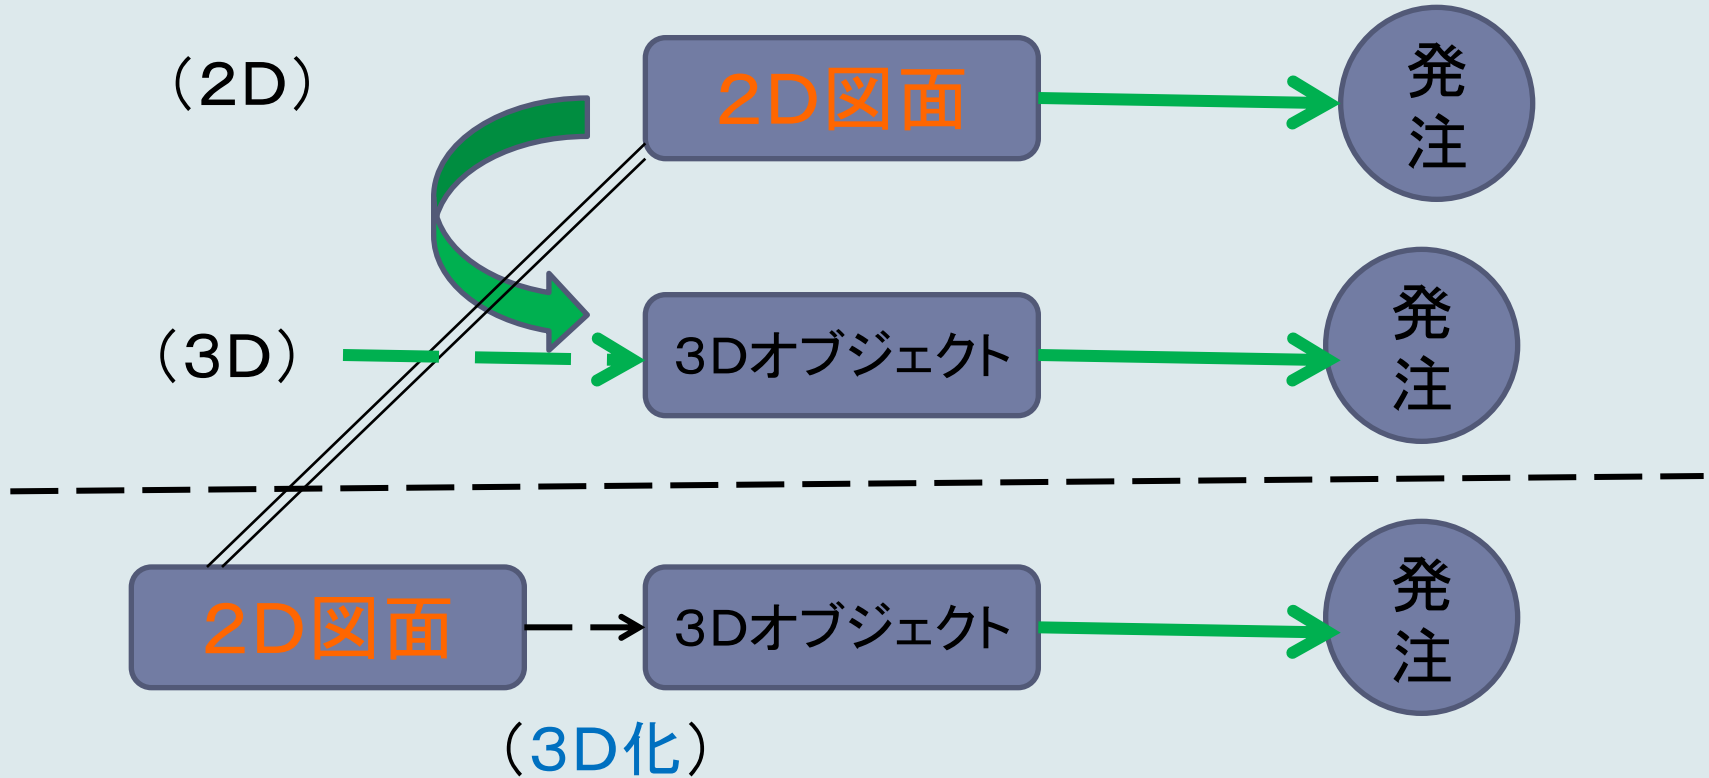 （２Ｄ）
２Ｄ図面
発
注
（３Ｄ）
３Dオブジェクト
発
注
２Ｄ図面
３Dオブジェクト
発
注
（３Ｄ化）